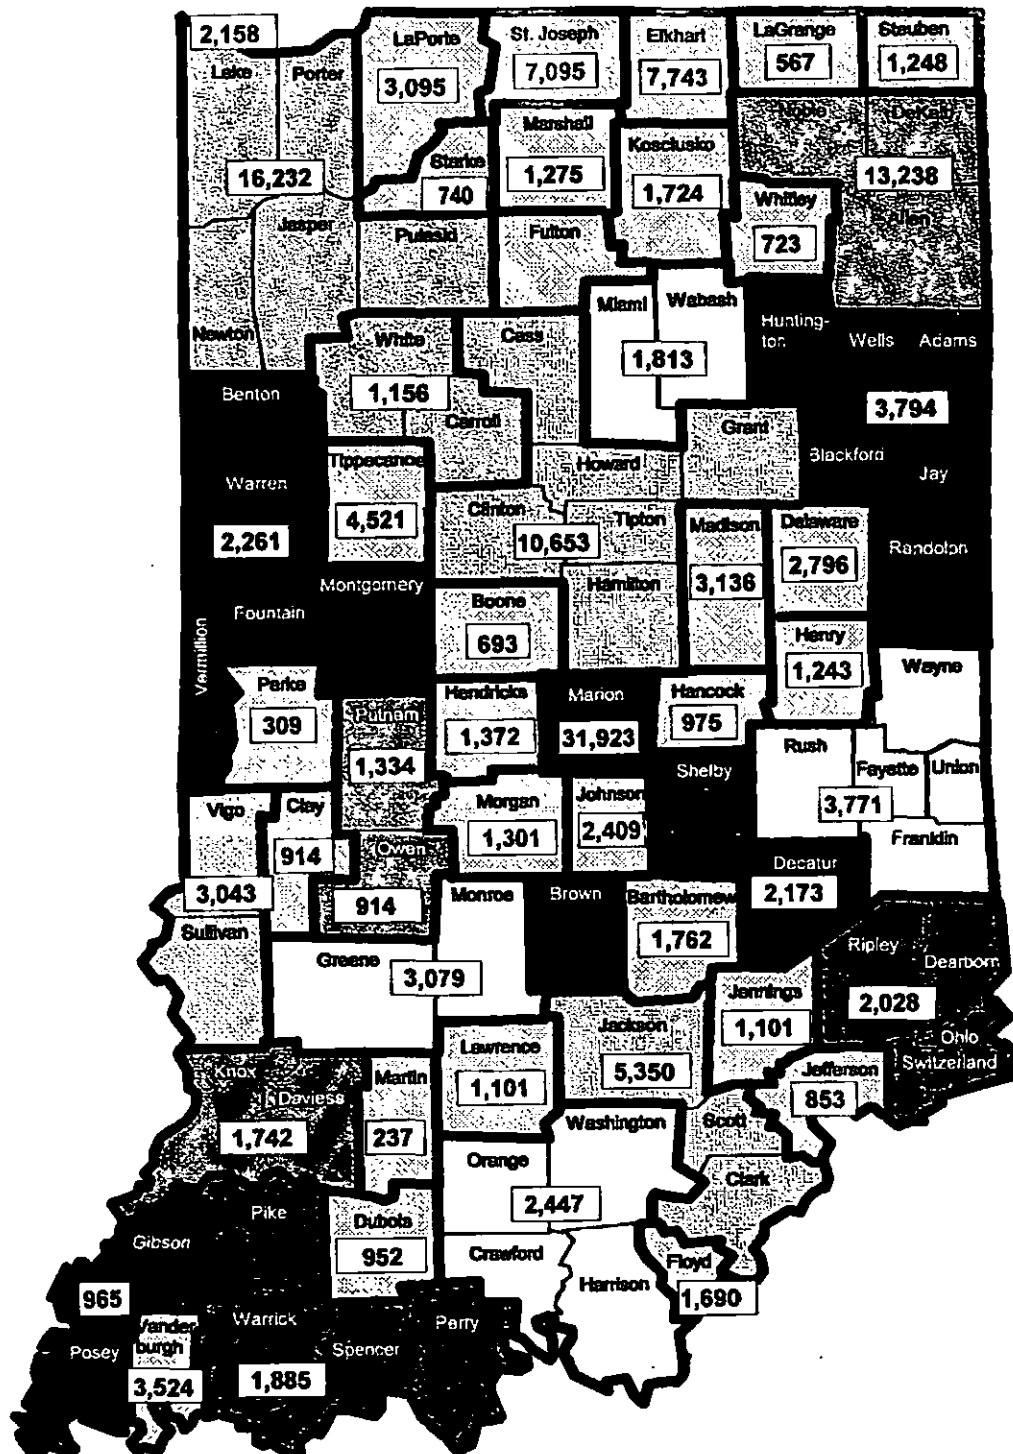 2,158
LaPorte
St. Joseph
Elkhart
LaGrange
Steuben
Lake
Porter
3,095
7,095
7,743
567
1,248
Marshall
Noble
DeKalb
Starke
Kosciusko
16,232
740
1,275
1,724
13,238
Whitley
Allen
Jasper
Pulaski
Fulton
723
Newton
White
Cass
Miami
Wabash
Hunting-
ton
Wells
Adams
1,813
Benton
1,156
3,794
Carroll
Grant
Tippecanoe
Howard
Blackford
Jay
Warren
4,521
Clinton
Tipton
Madison
Delaware
2,261
10,653
2,796
Randolph
Montgomery
Hamilton
3,136
Fountain
Boone
693
Henry
Vermillion
1,243
Wayne
Parke
Putnam
Hendricks
Marion
Hancock
309
1,372
31,923
975
Rush
1,334
Shelby
Fayette
Union
Vigo
Clay
Morgan
Johnson
3,771
914
Owen
1,301
2,409
Franklin
Decatur
3,043
914
Monroe
Brown
Bartholomew
2,173
Sullivan
1,762
Ripley
Greene
3,079
Dearborn
Jennings
2,028
Jackson
1,101
Ohio
Knox
Lawrence
Switzerland
Daviess
Martin
1,101
5,350
Jefferson
853
1,742
237
Washington
Scott
Orange
Clark
Pike
Dubois
2,447
Gibson
952
Crawford
Floyd
965
Harrison
1,690
Vander
burgh
Warrick
Perry
Posey
Spencer
3,524
1,885